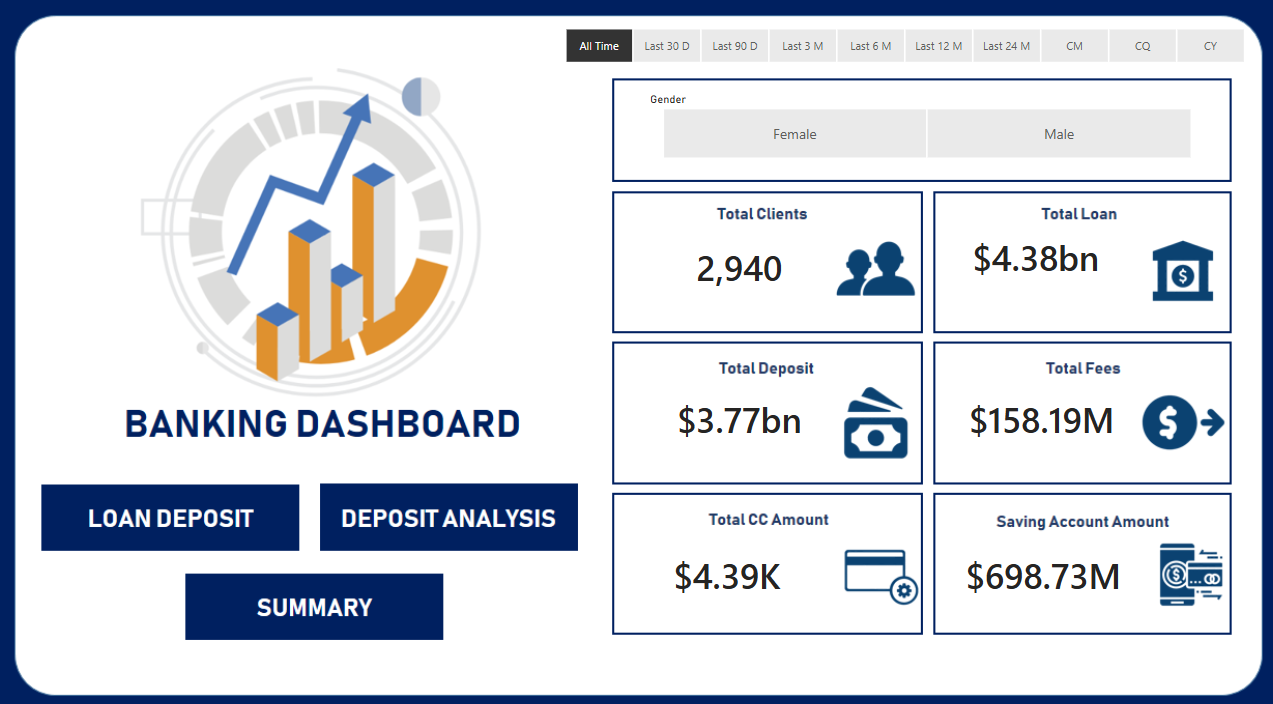 All Time Last 30 D Last 90 D Last 3 M Last 6 M Last 12 M Last 24 M CM CQ CY
Gender
Female Male
Total Clients
2,940
Total Loan
$4.38bn
$
Total Deposit
$3.77bn
Total Fees
$158.19M
$
Total CC Amount
$4.39K
Saving Account Amount
$698.73M
$
BANKING DASHBOARD
LOAN DEPOSIT
DEPOSIT ANALYSIS
SUMMARY